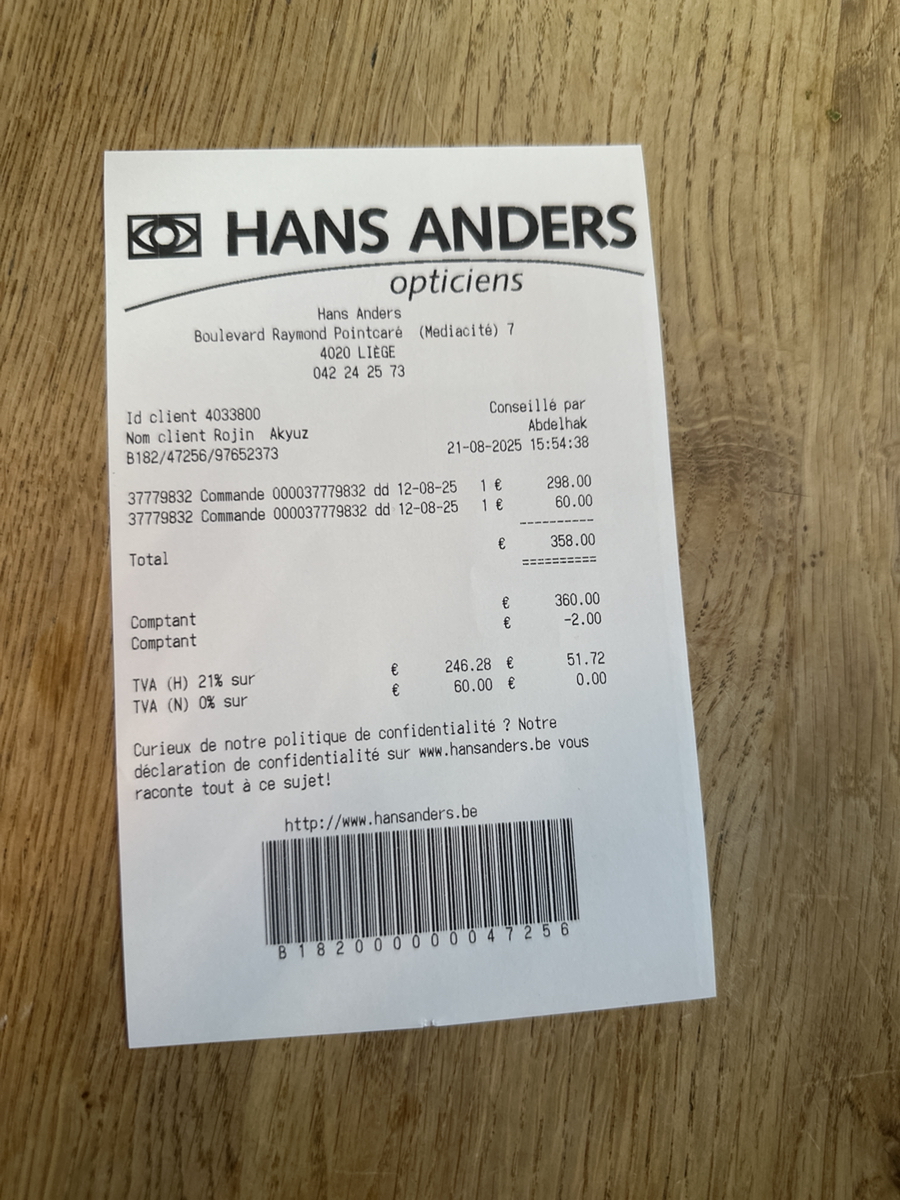 HANS ANDERS
opticiens
Hans Anders
Boulevard Raymond Pointcaré (Mediacité) 7
4020 LIÈGE
042 24 25 73
Id client 4033800
Nom client Rojin Akyuz
B182/47256/97652373
Conseillé par
Abdelhak
21-08-2025 15:54:38
37779832 Commande 000037779832 dd 12-08-25 1 € 298.00
37779832 Commande 000037779832 dd 12-08-25 1 € 60.00
----------
Total € 358.00
==========
Comptant € 360.00
Comptant € -2.00
TVA (H) 21% sur € 246.28 € 51.72
TVA (N) 0% sur € 60.00 € 0.00
Curieux de notre politique de confidentialité ? Notre
déclaration de confidentialité sur www.hansanders.be vous
raconte tout à ce sujet!
http://www.hansanders.be
B182000000047256